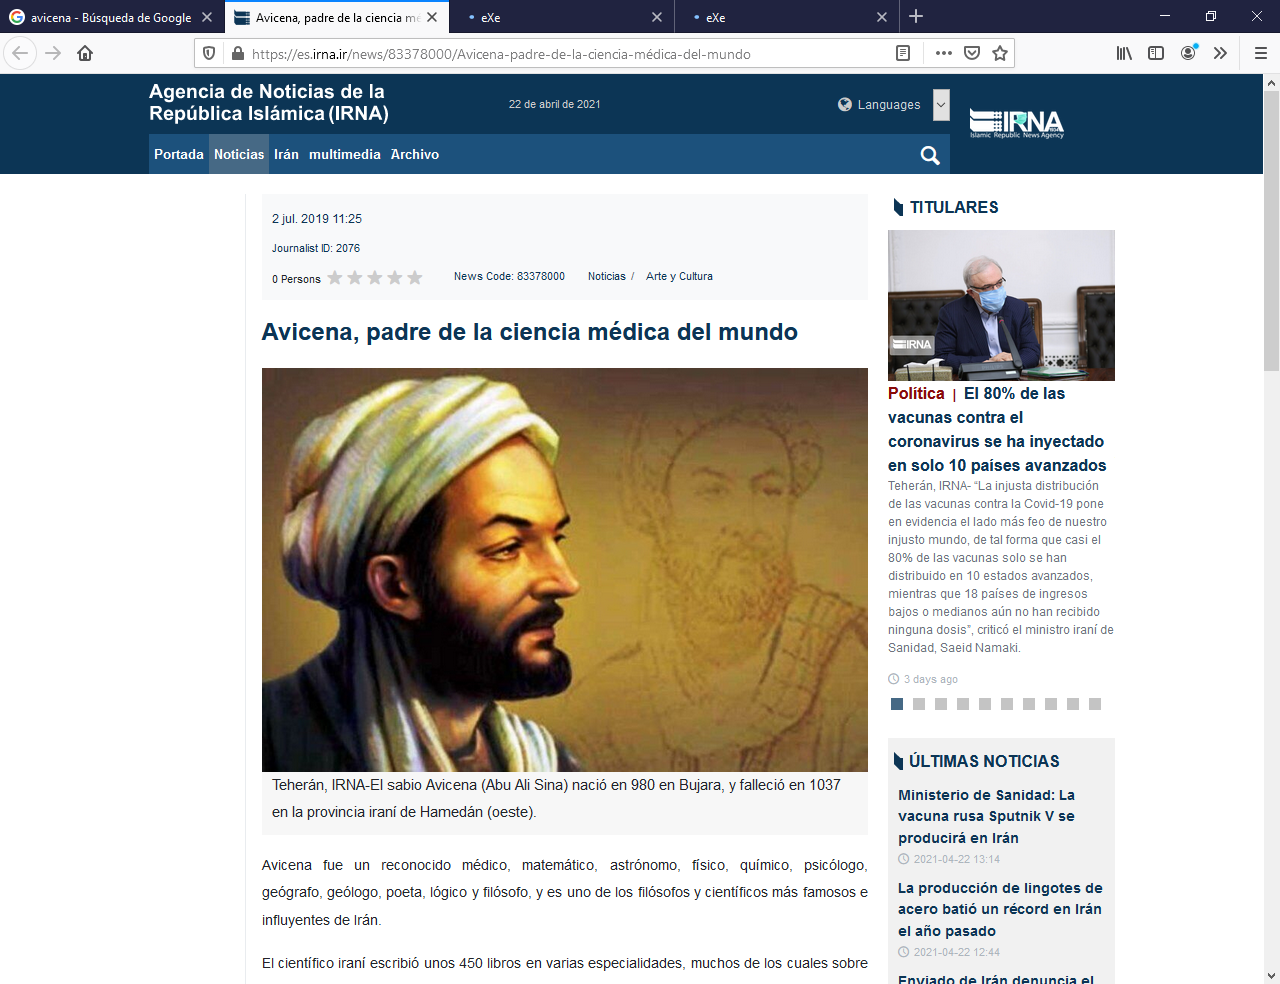 avicena - Búsqueda de Google
Avicena, padre de la ciencia mé
eXe
eXe
https://es.irna.ir/news/83378000/Avicena-padre-de-la-ciencia-médica-del-mundo
Agencia de Noticias de la
República Islámica (IRNA)
22 de abril de 2021
Languages
IRNA
Islamic Republic News Agency
Portada Noticias Irán multimedia Archivo
2 jul. 2019 11:25
Journalist ID: 2076
0 Persons
News Code: 83378000
Noticias / Arte y Cultura
Avicena, padre de la ciencia médica del mundo
Teherán, IRNA-El sabio Avicena (Abu Ali Sina) nació en 980 en Bujara, y falleció en 1037
en la provincia iraní de Hamedán (oeste).
Avicena fue un reconocido médico, matemático, astrónomo, físico, químico, psicólogo,
geógrafo, geólogo, poeta, lógico y filósofo, y es uno de los filósofos y científicos más famosos e
influyentes de Irán.
El científico iraní escribió unos 450 libros en varias especialidades, muchos de los cuales sobre
TITULARES
IRNA
Política | El 80% de las
vacunas contra el
coronavirus se ha inyectado
en solo 10 países avanzados
Teherán, IRNA- “La injusta distribución
de las vacunas contra la Covid-19 pone
en evidencia el lado más feo de nuestro
injusto mundo, de tal forma que casi el
80% de las vacunas solo se han
distribuido en 10 estados avanzados,
mientras que 18 países de ingresos
bajos o medianos aún no han recibido
ninguna dosis”, criticó el ministro iraní de
Sanidad, Saeid Namaki.
3 days ago
ÚLTIMAS NOTICIAS
Ministerio de Sanidad: La
vacuna rusa Sputnik V se
producirá en Irán
2021-04-22 13:14
La producción de lingotes de
acero batió un récord en Irán
el año pasado
2021-04-22 12:44
Enviado de Irán denuncia el